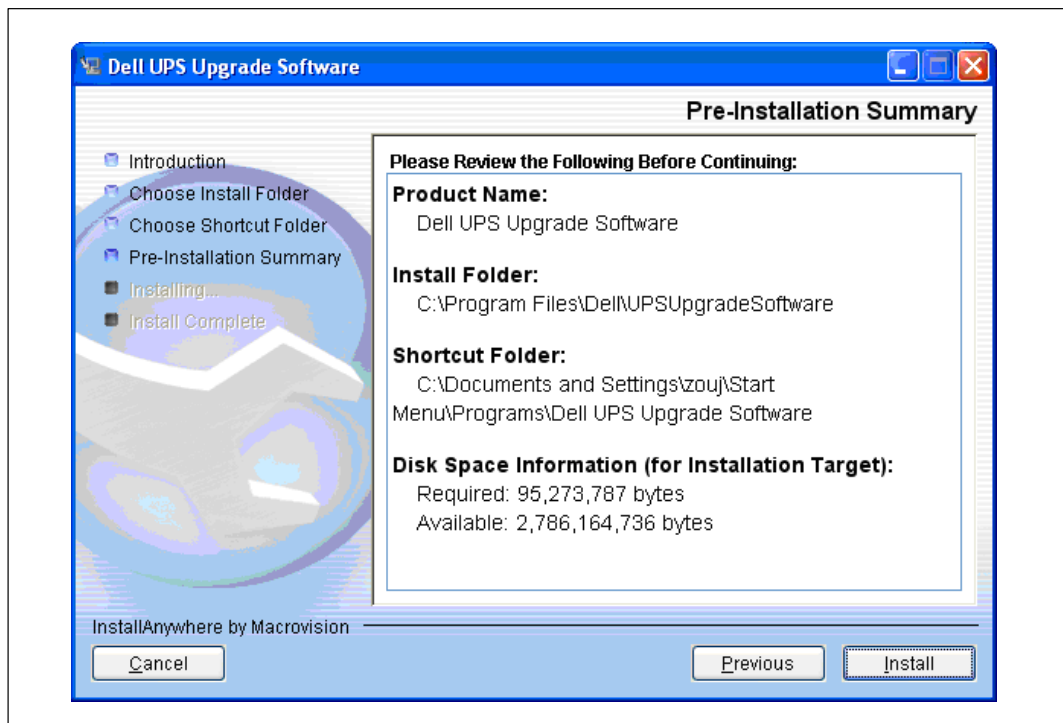 Dell UPS Upgrade Software
Pre-Installation Summary
Introduction
Choose Install Folder
Choose Shortcut Folder
Pre-Installation Summary
Installing...
Install Complete
Please Review the Following Before Continuing:
Product Name:
Dell UPS Upgrade Software
Install Folder:
C:\Program Files\Dell\UPSUpgradeSoftware
Shortcut Folder:
C:\Documents and Settings\zouj\Start
Menu\Programs\Dell UPS Upgrade Software
Disk Space Information (for Installation Target):
Required: 95,273,787 bytes
Available: 2,786,164,736 bytes
InstallAnywhere by Macrovision
Cancel
Previous
Install